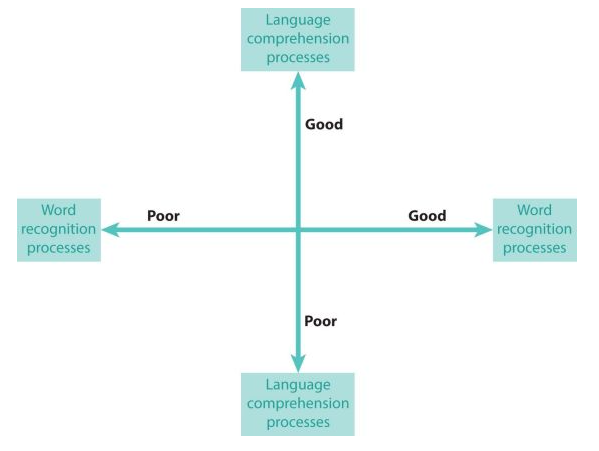 Language
comprehension
processes
Good
Word
recognition
processes
Poor
Good
Word
recognition
processes
Poor
Language
comprehension
processes